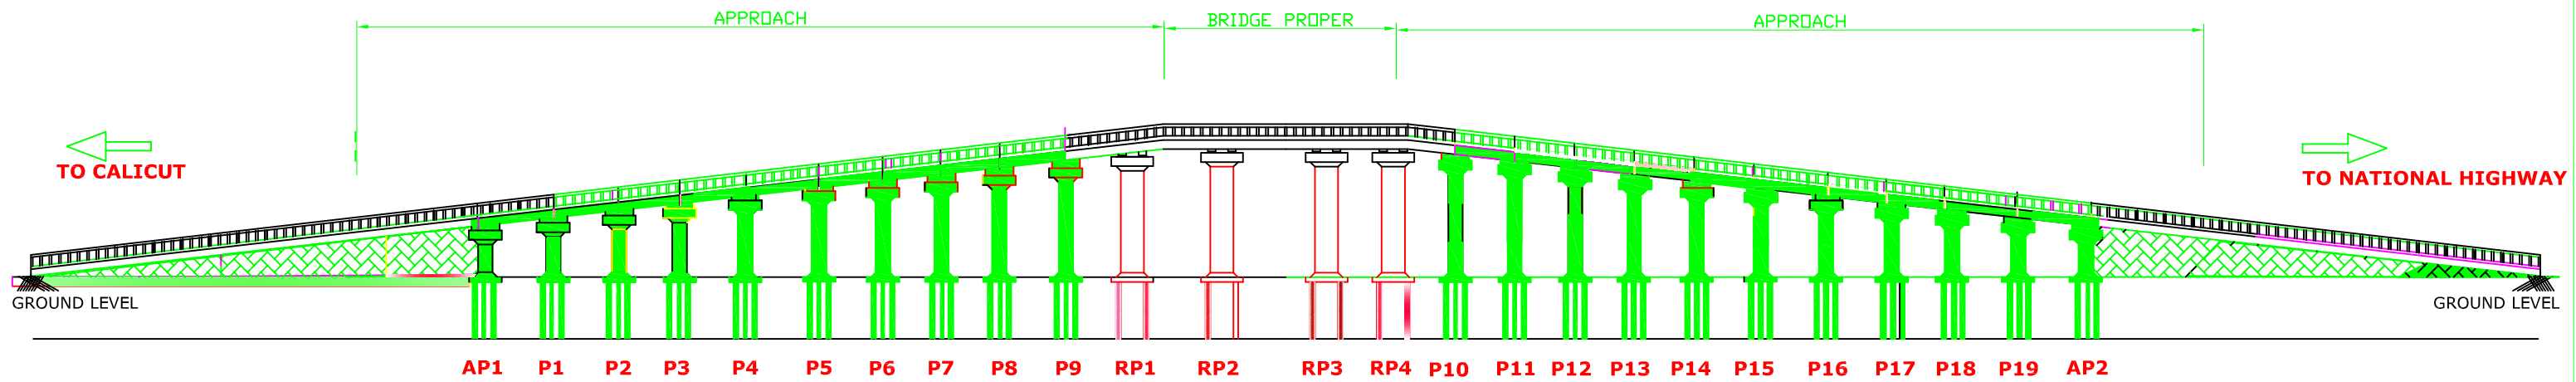 APPROACH
BRIDGE PROPER
APPROACH
TO CALICUT
TO NATIONAL HIGHWAY
GROUND LEVEL
GROUND LEVEL
AP1 P1 P2 P3 P4 P5 P6 P7 P8 P9 RP1 RP2 RP3 RP4 P10 P11 P12 P13 P14 P15 P16 P17 P18 P19 AP2